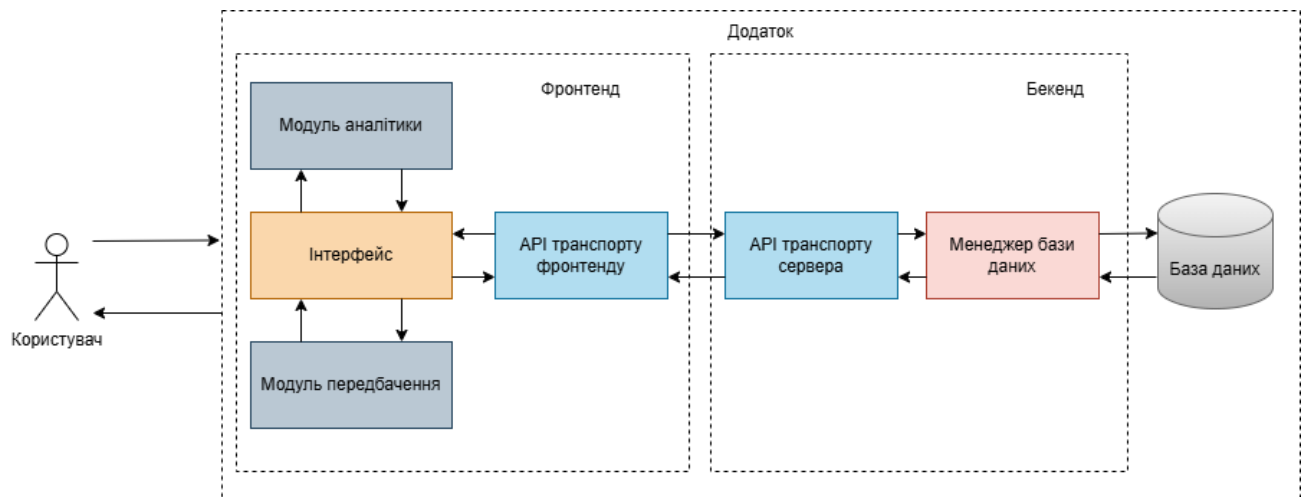 Додаток
Фронтенд
Бекенд
Модуль аналітики
Інтерфейс
API транспорту
фронтенду
API транспорту
сервера
Менеджер бази
даних
База даних
Користувач
Модуль передбачення